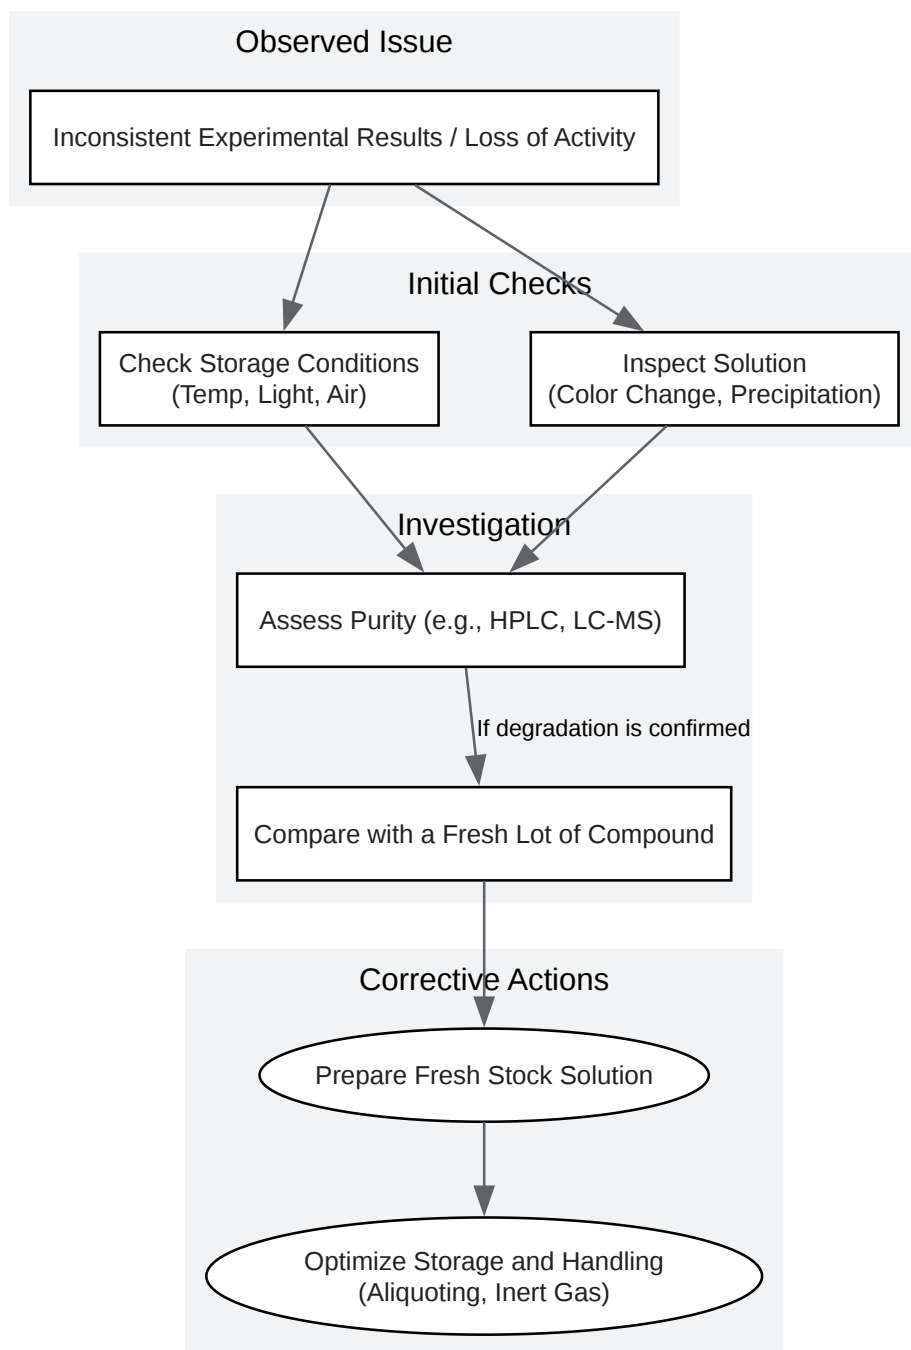 Observed Issue
Inconsistent Experimental Results / Loss of Activity
Initial Checks
Check Storage Conditions
(Temp, Light, Air)
Inspect Solution
(Color Change, Precipitation)
Investigation
Assess Purity (e.g., HPLC, LC-MS)
If degradation is confirmed
Compare with a Fresh Lot of Compound
Corrective Actions
Prepare Fresh Stock Solution
Optimize Storage and Handling
(Aliquoting, Inert Gas)